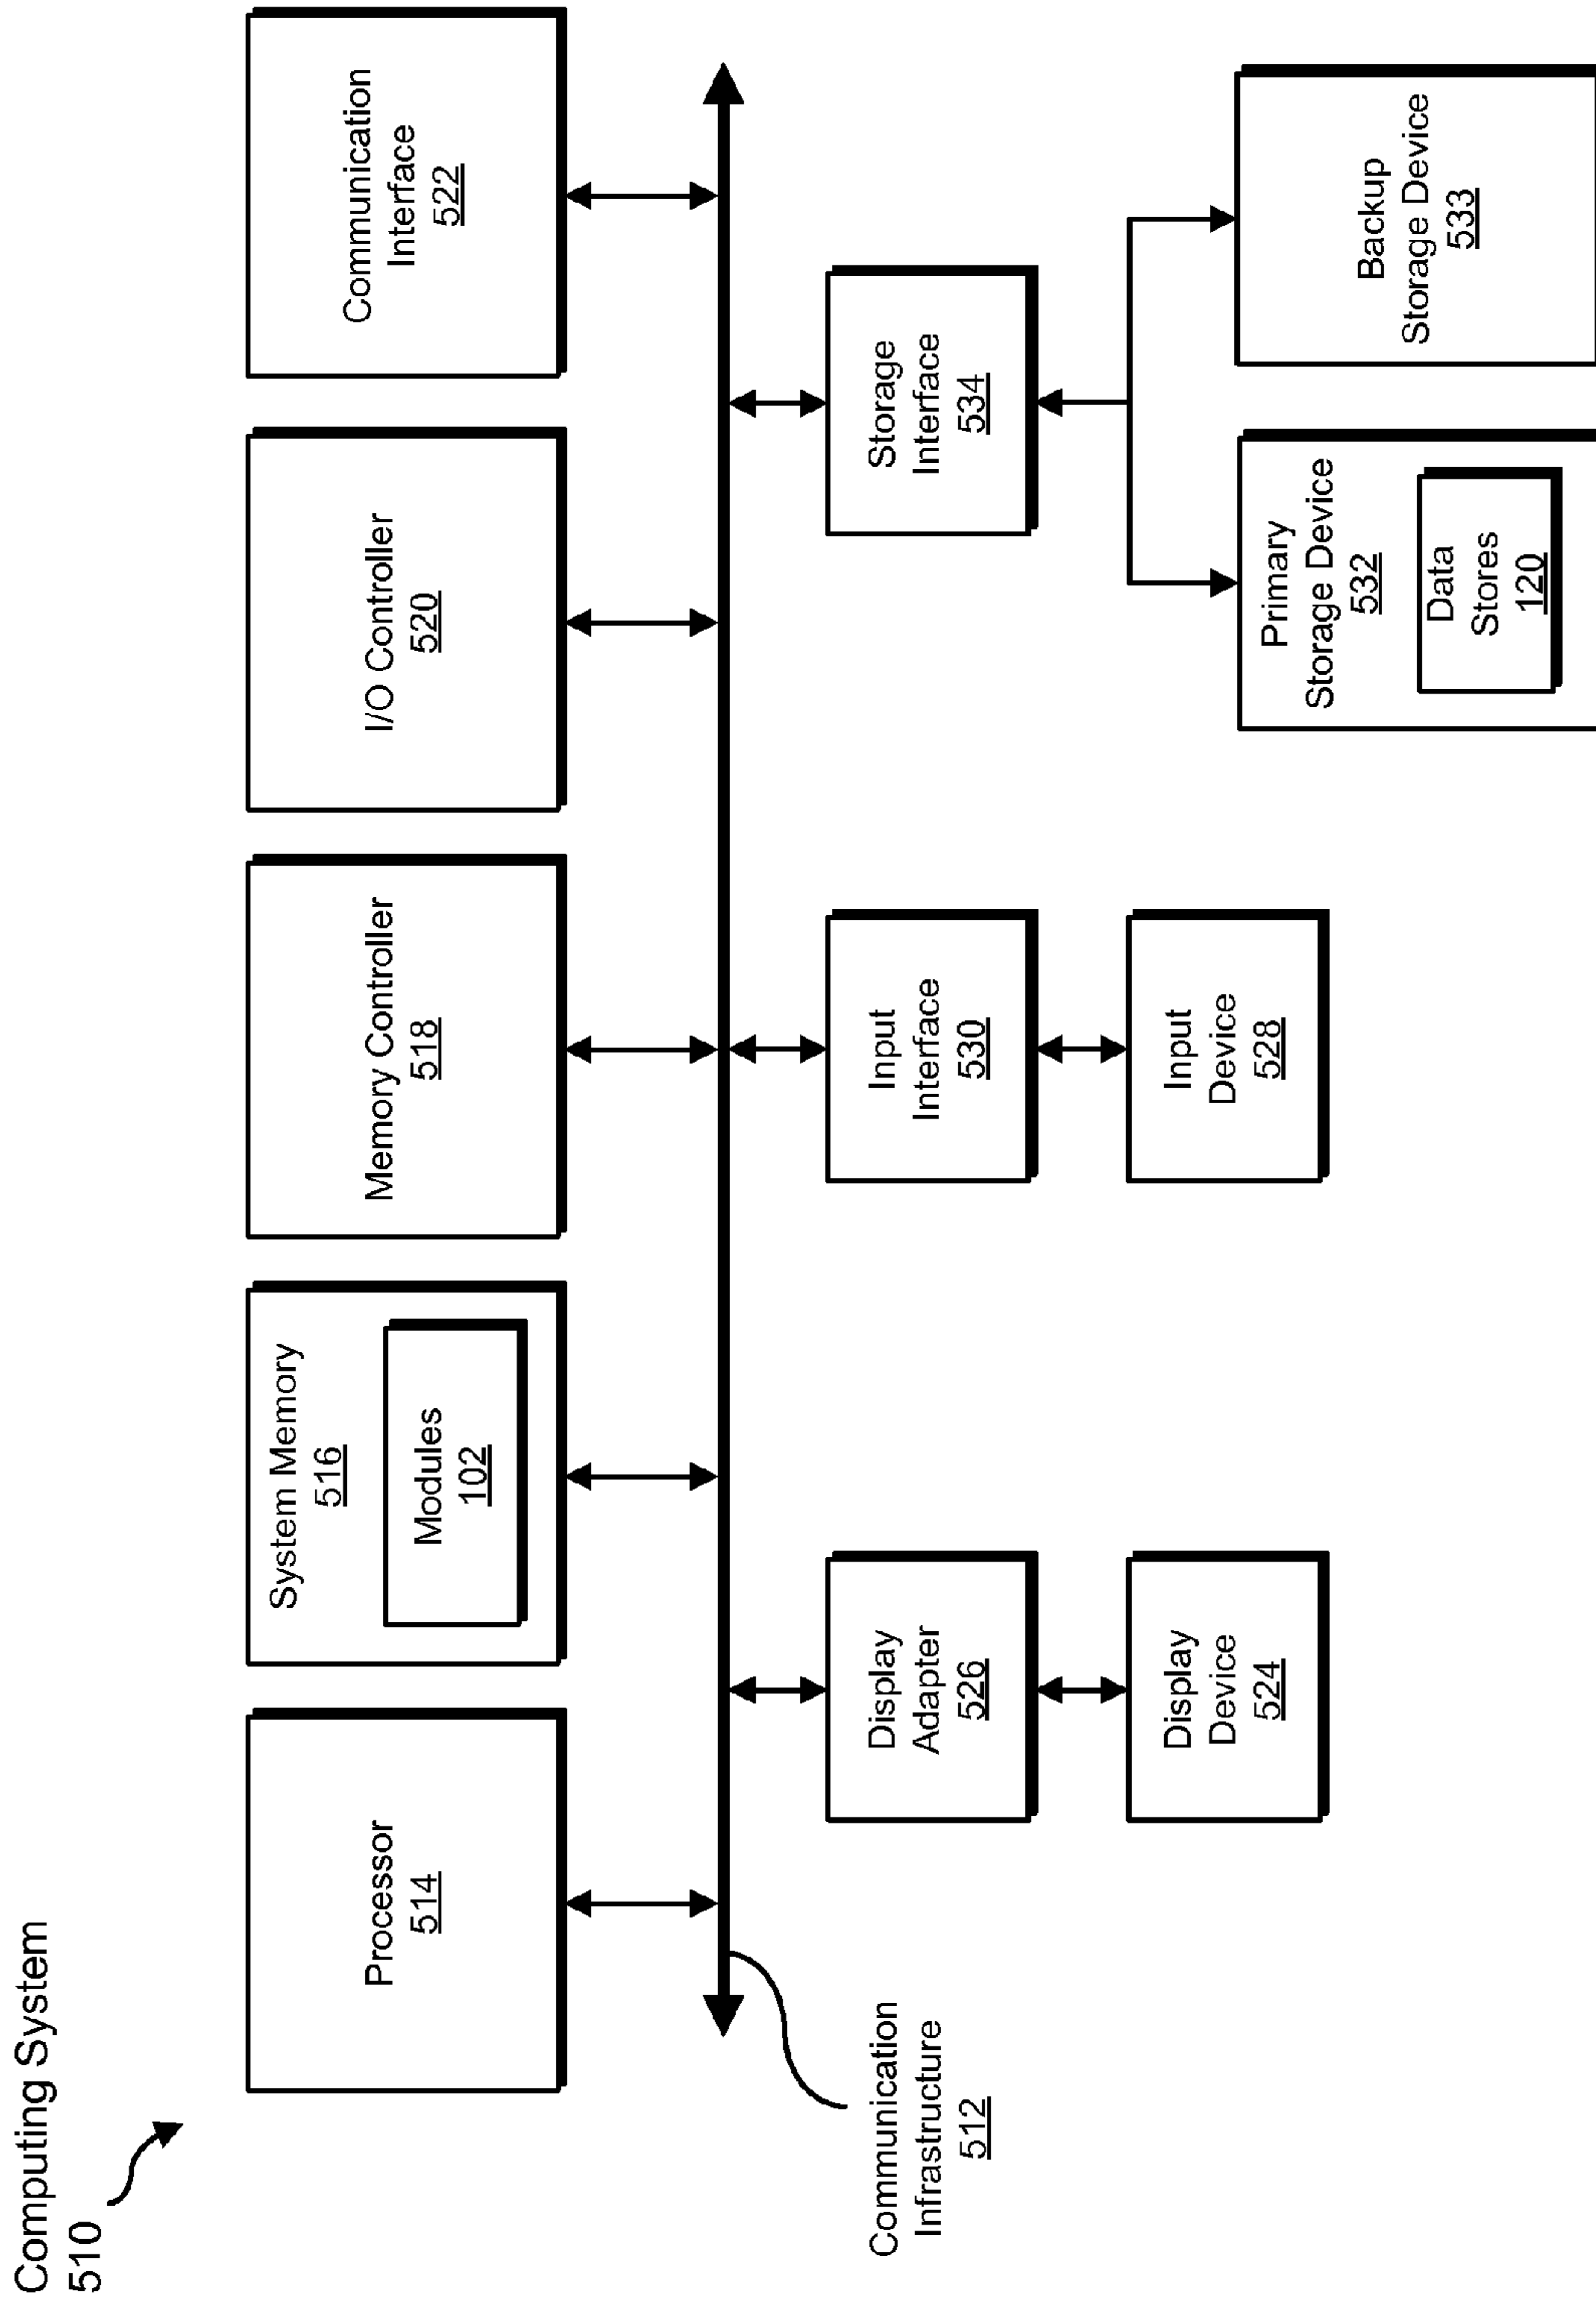 Computing System
510
Processor
514
System Memory
516
Modules
102
Memory Controller
518
I/O Controller
520
Communication
Interface
522
Communication
Infrastructure
512
Display
Adapter
526
Input
Interface
530
Storage
Interface
534
Display
Device
524
Input
Device
528
Primary
Storage Device
532
Data
Stores
120
Backup
Storage Device
533